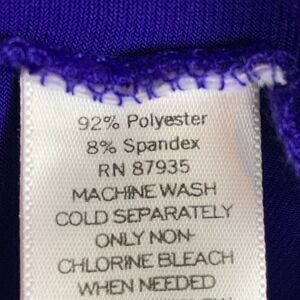 92% Polyester
8% Spandex
RN 87935
MACHINE WASH
COLD SEPARATELY
ONLY NON-
CHLORINE BLEACH
WHEN NEEDED